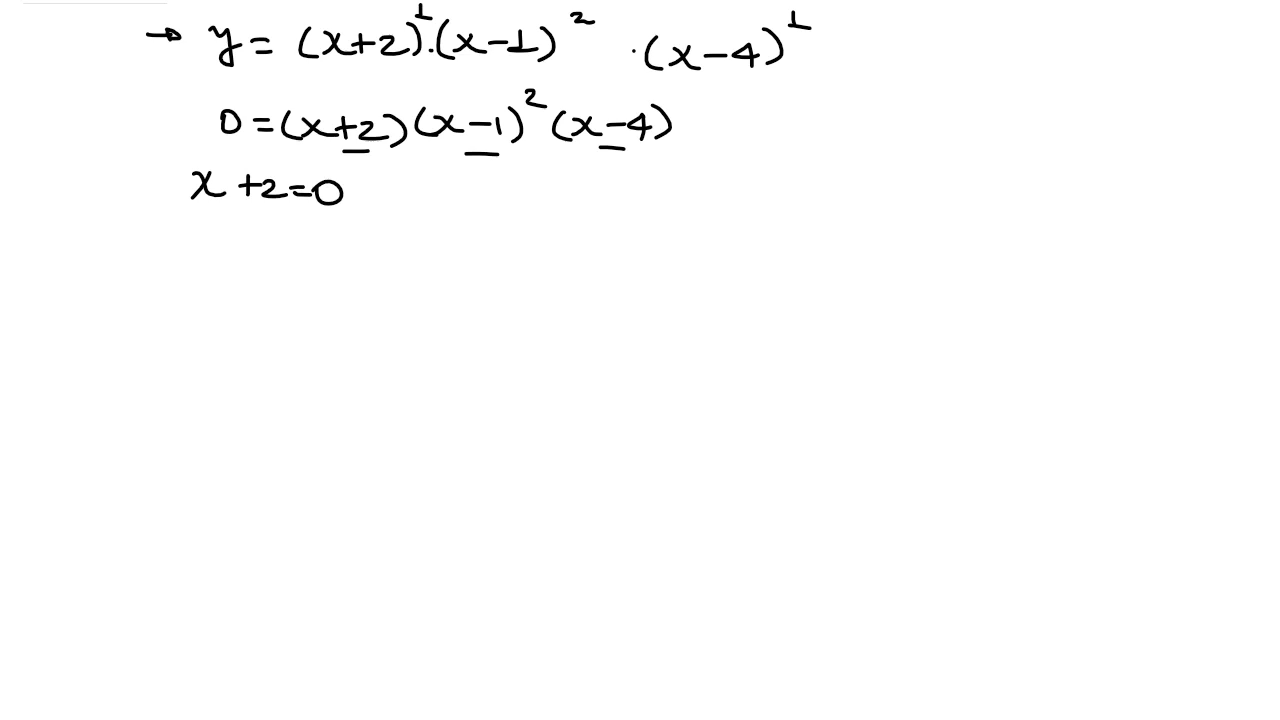 → y = (x+2)¹·(x-1)² ·(x-4)¹
0 = (x+2)(x-1)²(x-4)
x+2=0